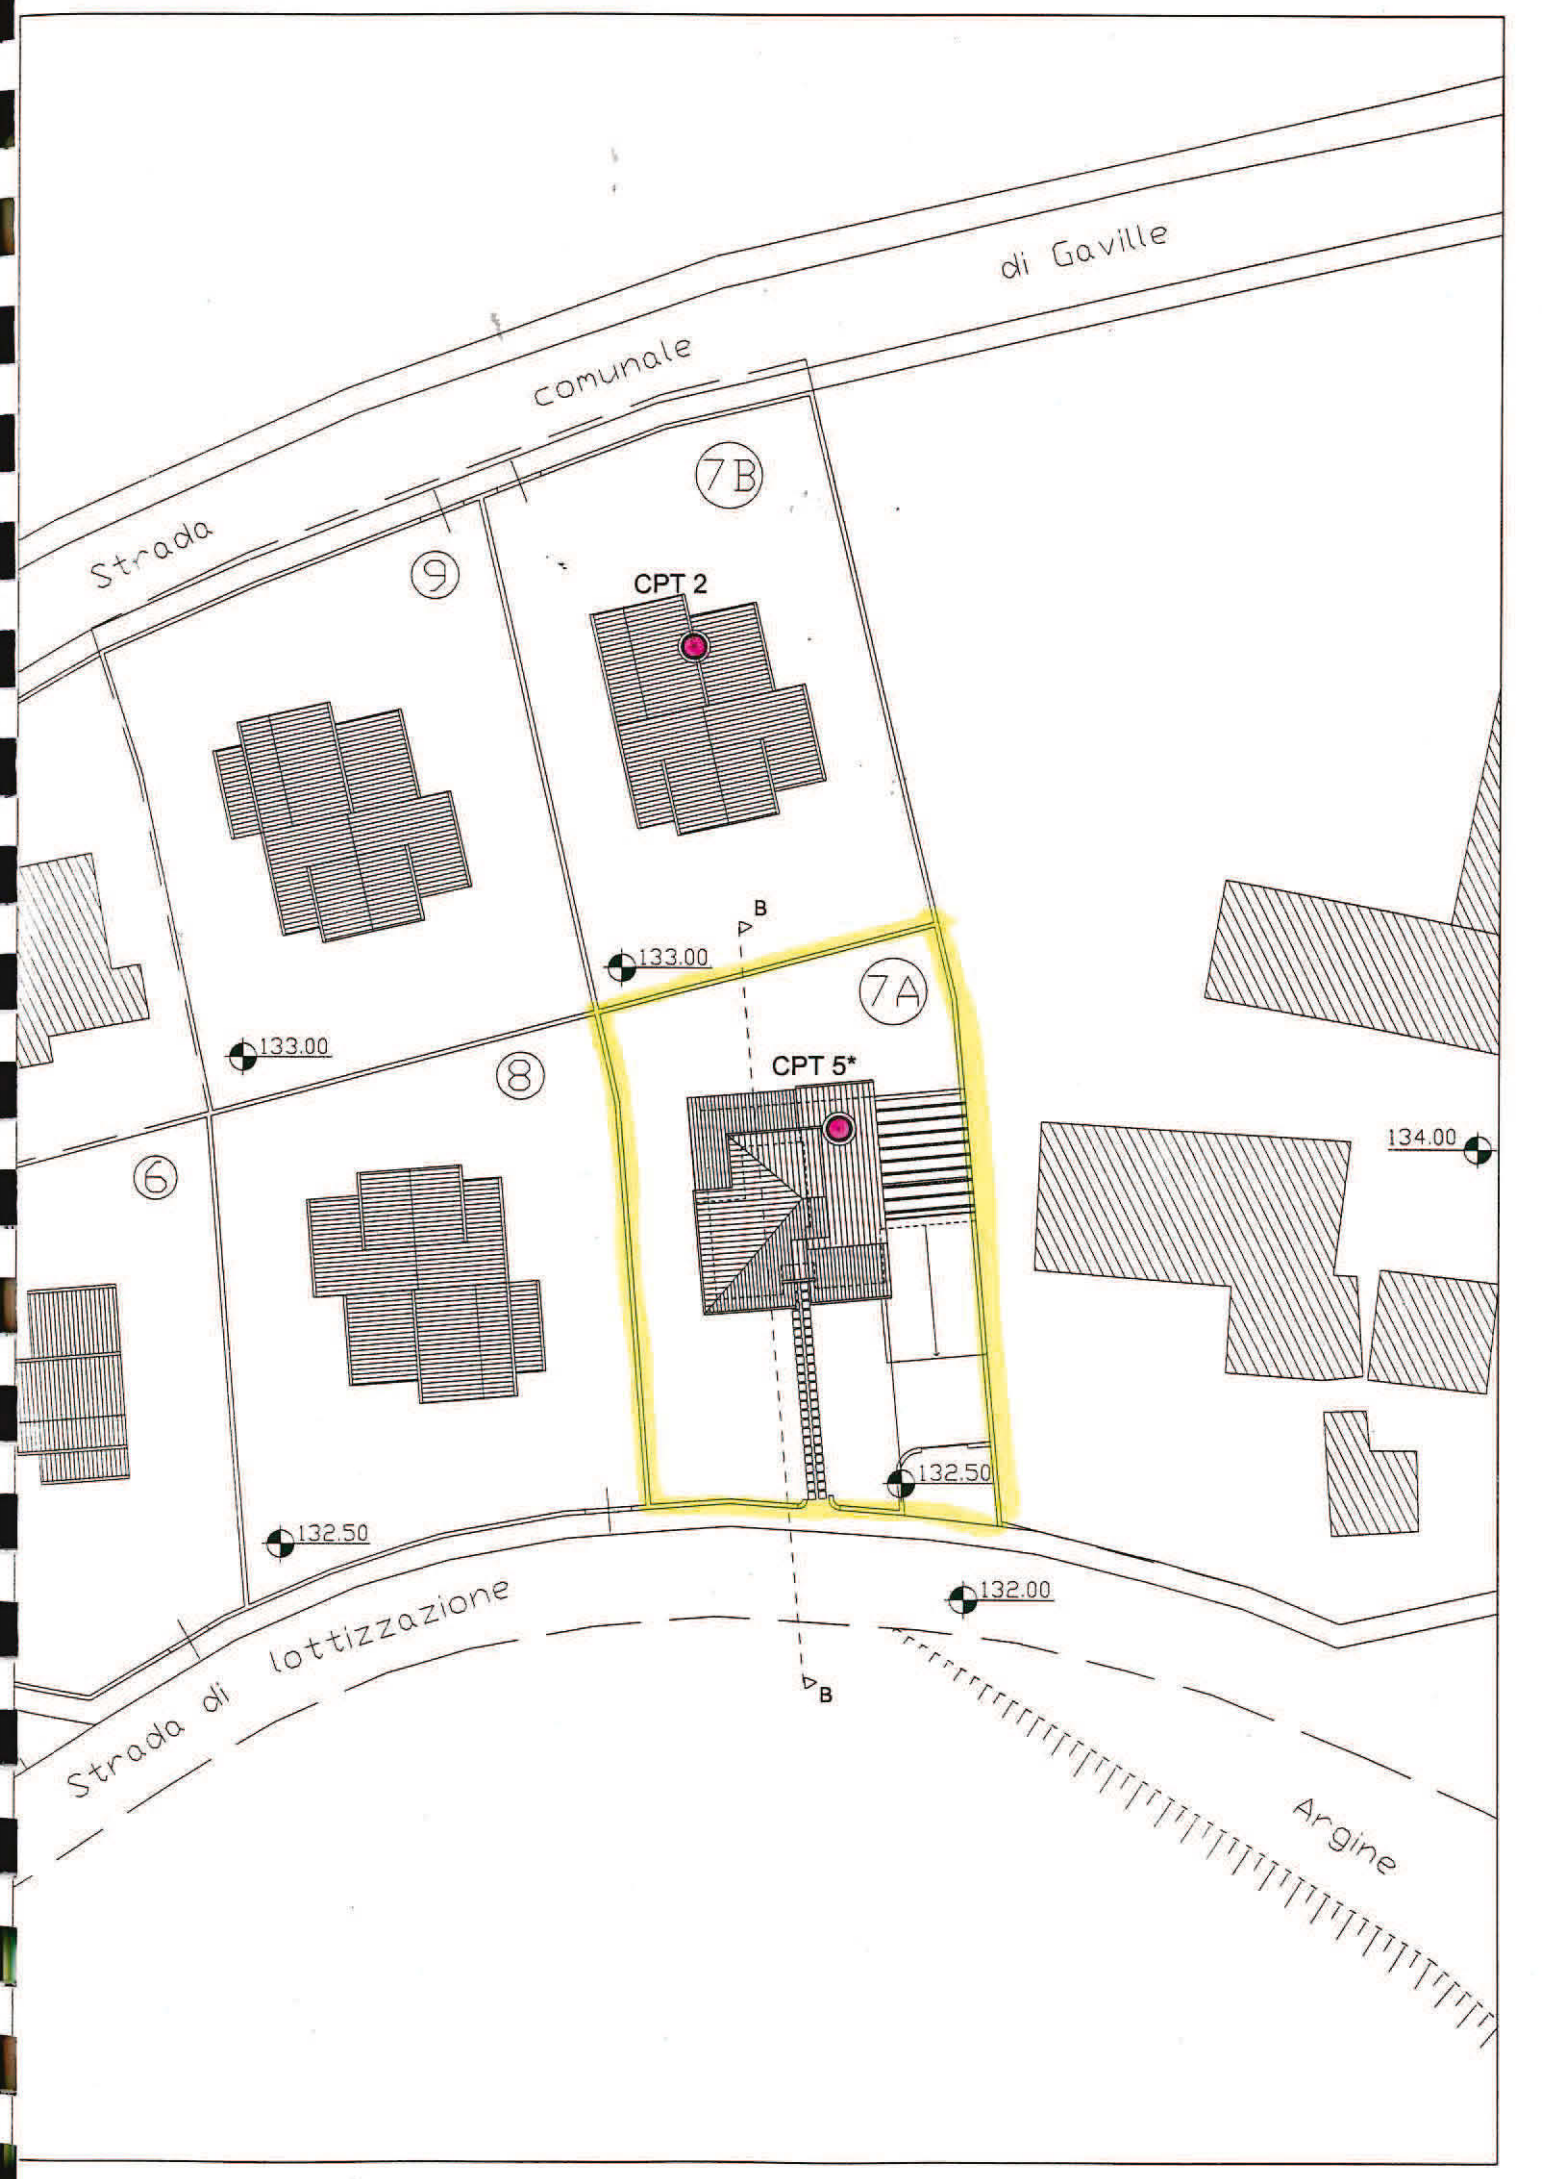 di Gaville
comunale
Strada
7B
9
CPT 2
B
133.00
7A
133.00
CPT 5*
8
134.00
6
132.50
132.50
132.00
Strada di lottizzazione
B
Argine